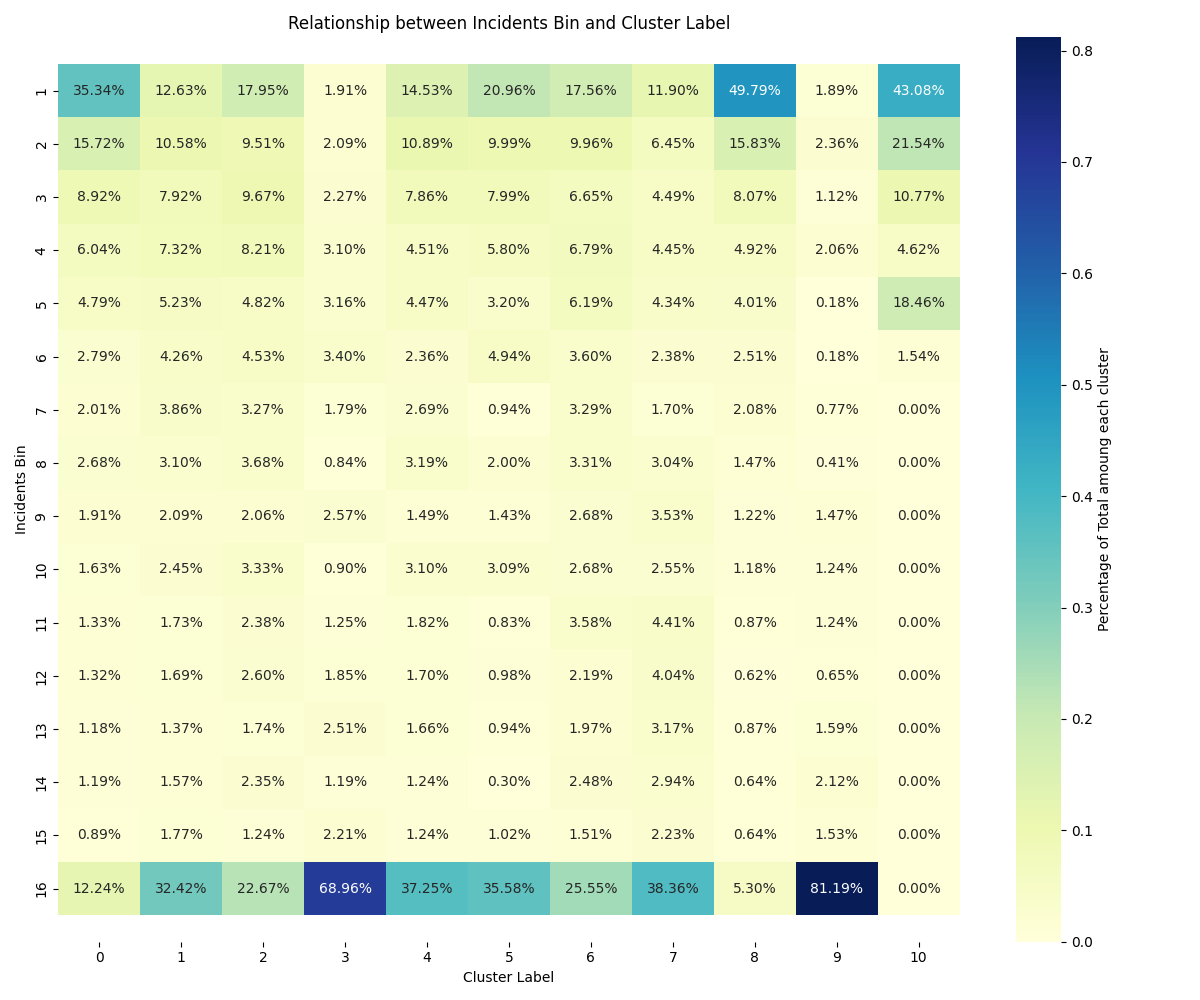 Relationship between Incidents Bin and Cluster Label
1 35.34% 12.63% 17.95% 1.91% 14.53% 20.96% 17.56% 11.90% 49.79% 1.89% 43.08%
2 15.72% 10.58% 9.51% 2.09% 10.89% 9.99% 9.96% 6.45% 15.83% 2.36% 21.54%
3 8.92% 7.92% 9.67% 2.27% 7.86% 7.99% 6.65% 4.49% 8.07% 1.12% 10.77%
4 6.04% 7.32% 8.21% 3.10% 4.51% 5.80% 6.79% 4.45% 4.92% 2.06% 4.62%
5 4.79% 5.23% 4.82% 3.16% 4.47% 3.20% 6.19% 4.34% 4.01% 0.18% 18.46%
6 2.79% 4.26% 4.53% 3.40% 2.36% 4.94% 3.60% 2.38% 2.51% 0.18% 1.54%
7 2.01% 3.86% 3.27% 1.79% 2.69% 0.94% 3.29% 1.70% 2.08% 0.77% 0.00%
8 2.68% 3.10% 3.68% 0.84% 3.19% 2.00% 3.31% 3.04% 1.47% 0.41% 0.00%
9 1.91% 2.09% 2.06% 2.57% 1.49% 1.43% 2.68% 3.53% 1.22% 1.47% 0.00%
10 1.63% 2.45% 3.33% 0.90% 3.10% 3.09% 2.68% 2.55% 1.18% 1.24% 0.00%
11 1.33% 1.73% 2.38% 1.25% 1.82% 0.83% 3.58% 4.41% 0.87% 1.24% 0.00%
12 1.32% 1.69% 2.60% 1.85% 1.70% 0.98% 2.19% 4.04% 0.62% 0.65% 0.00%
13 1.18% 1.37% 1.74% 2.51% 1.66% 0.94% 1.97% 3.17% 0.87% 1.59% 0.00%
14 1.19% 1.57% 2.35% 1.19% 1.24% 0.30% 2.48% 2.94% 0.64% 2.12% 0.00%
15 0.89% 1.77% 1.24% 2.21% 1.24% 1.02% 1.51% 2.23% 0.64% 1.53% 0.00%
16 12.24% 32.42% 22.67% 68.96% 37.25% 35.58% 25.55% 38.36% 5.30% 81.19% 0.00%
0 1 2 3 4 5 6 7 8 9 10
Cluster Label
Incidents Bin
0.8
0.7
0.6
0.5
0.4
0.3
0.2
0.1
0.0
Percentage of Total amoung each cluster